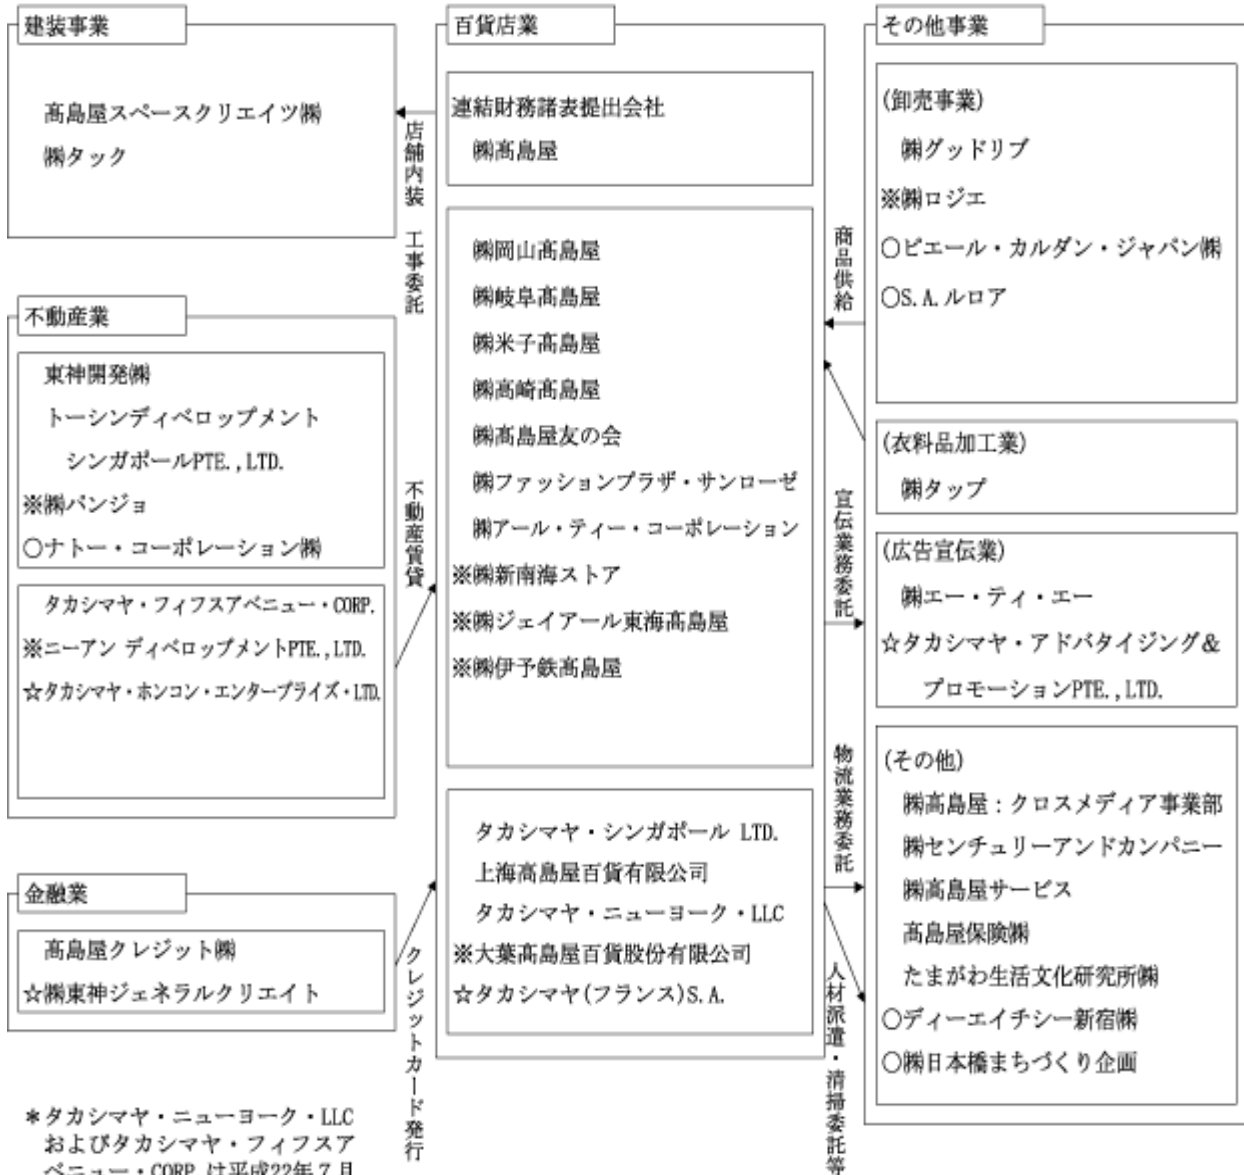 建装事業
髙島屋スペースクリエイツ㈱
㈱タック
店舗内装 工事委託
不動産業
東神開発㈱
トーシンディベロップメント
シンガポールPTE.,LTD.
※㈱パンジョ
○ナトー・コーポレーション㈱
タカシマヤ・フィフスアベニュー・CORP.
※ニーアン ディベロップメントPTE.,LTD.
☆タカシマヤ・ホンコン・エンタープライズ・LTD.
不動産賃貸
金融業
髙島屋クレジット㈱
☆㈱東神ジェネラルクリエイト
クレジットカード発行
＊タカシマヤ・ニューヨーク・LLC
およびタカシマヤ・フィフスア
ベニュー・CORP.は平成22年7月
百貨店業
連結財務諸表提出会社
㈱髙島屋
㈱岡山髙島屋
㈱岐阜髙島屋
㈱米子髙島屋
㈱高崎髙島屋
㈱髙島屋友の会
㈱ファッションプラザ・サンローゼ
㈱アール・ティー・コーポレーション
※㈱新南海ストア
※㈱ジェイアール東海髙島屋
※㈱伊予鉄髙島屋
タカシマヤ・シンガポール LTD.
上海高島屋百貨有限公司
タカシマヤ・ニューヨーク・LLC
※大葉髙島屋百貨股份有限公司
☆タカシマヤ(フランス)S.A.
商品供給
宣伝業務委託
物流業務委託
人材派遣・清掃委託等
その他事業
(卸売事業)
㈱グッドリブ
※㈱ロジエ
○ピエール・カルダン・ジャパン㈱
○S.A.ルロア
(衣料品加工業)
㈱タップ
(広告宣伝業)
㈱エー・ティ・エー
☆タカシマヤ・アドバタイジング＆
プロモーションPTE.,LTD.
(その他)
㈱髙島屋：クロスメディア事業部
㈱センチュリーアンドカンパニー
㈱髙島屋サービス
髙島屋保険㈱
たまがわ生活文化研究所㈱
○ディーエイチシー新宿㈱
○㈱日本橋まちづくり企画